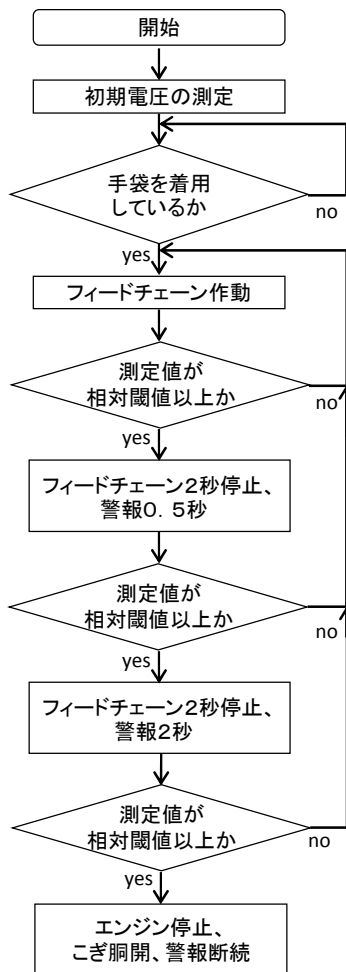 開始
初期電圧の測定
手袋を着用
しているか
no
yes
フィードチェーン作動
測定値が
相対閾値以上か
no
yes
フィードチェーン2秒停止、
警報0.5秒
測定値が
相対閾値以上か
no
yes
フィードチェーン2秒停止、
警報2秒
測定値が
相対閾値以上か
no
yes
エンジン停止、
こぎ胴開、警報断続